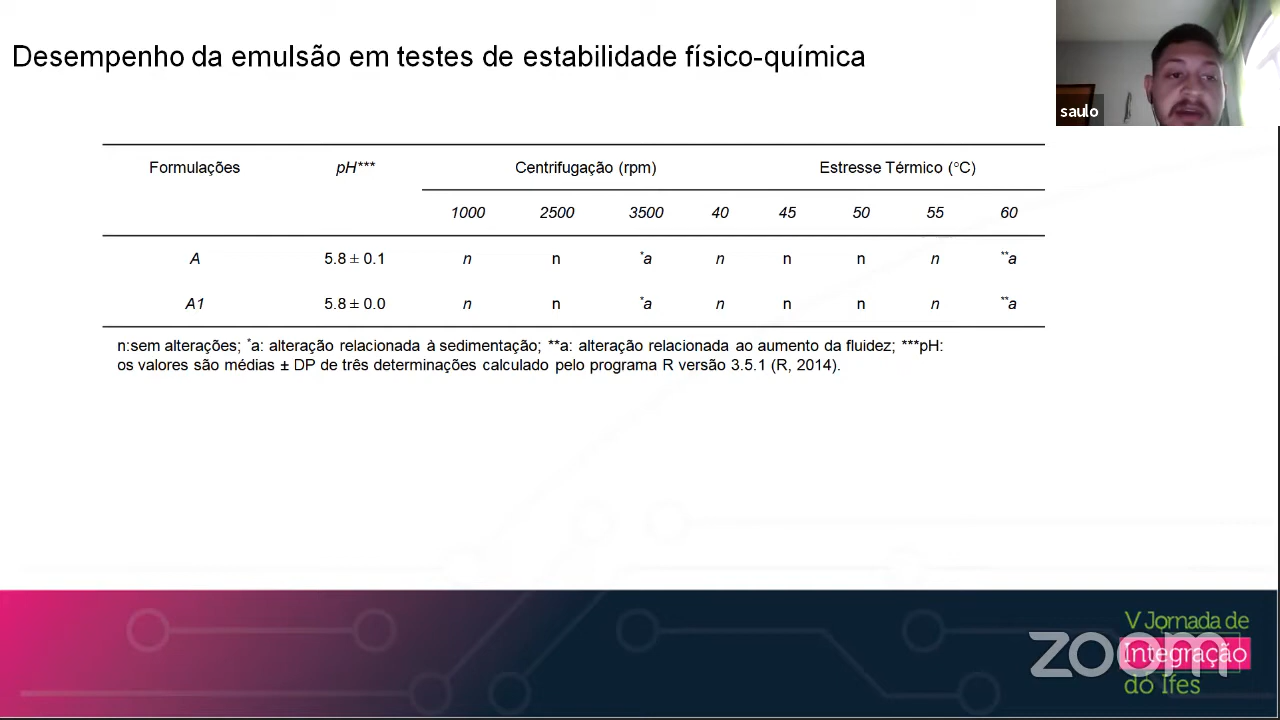 Desempenho da emulsão em testes de estabilidade físico-química
saulo
Formulações pH*** Centrifugação (rpm) Estresse Térmico (°C)
1000 2500 3500 40 45 50 55 60
A 5.8 ± 0.1 n n *a n n n n **a
A1 5.8 ± 0.0 n n *a n n n n **a
n:sem alterações; *a: alteração relacionada à sedimentação; **a: alteração relacionada ao aumento da fluidez; ***pH:
os valores são médias ± DP de três determinações calculado pelo programa R versão 3.5.1 (R, 2014).
V Jornada de
Integração
do Ifes
zoom